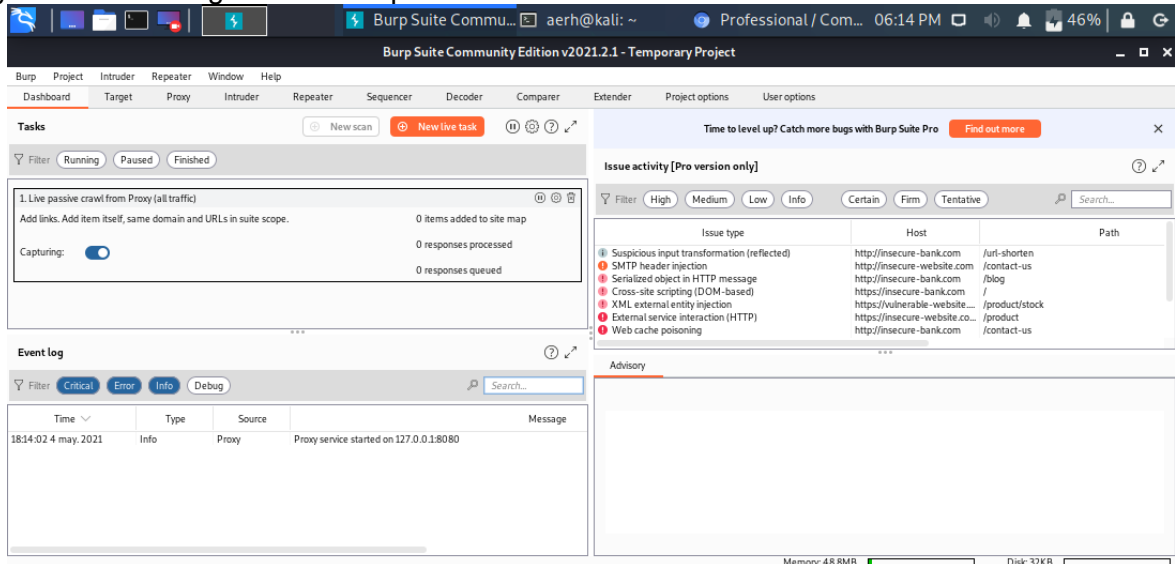 Burp Suite Commu... aerh@kali: ~ Professional / Com... 06:14 PM 46%
Burp Suite Community Edition v2021.2.1 - Temporary Project
Burp Project Intruder Repeater Window Help
Dashboard Target Proxy Intruder Repeater Sequencer Decoder Comparer Extender Project options User options
Tasks
New scan
New live task
Filter Running Paused Finished
1. Live passive crawl from Proxy (all traffic)
Add links. Add item itself, same domain and URLs in suite scope.
0 items added to site map
Capturing:
0 responses processed
0 responses queued
Event log
Filter Critical Error Info Debug Search...
Time Type Source Message
18:14:02 4 may. 2021 Info Proxy Proxy service started on 127.0.0.1:8080
Time to level up? Catch more bugs with Burp Suite Pro Find out more
Issue activity [Pro version only]
Filter High Medium Low Info Certain Firm Tentative Search...
Issue type Host Path
Suspicious input transformation (reflected) http://insecure-bank.com /url-shorten
SMTP header injection http://insecure-website.com /contact-us
Serialized object in HTTP message http://insecure-bank.com /blog
Cross-site scripting (DOM-based) https://insecure-bank.com /
XML external entity injection https://vulnerable-website.... /product/stock
External service interaction (HTTP) https://insecure-website.co... /product
Web cache poisoning http://insecure-bank.com /contact-us
Advisory
Memory: 48.8MB Disk: 32KB